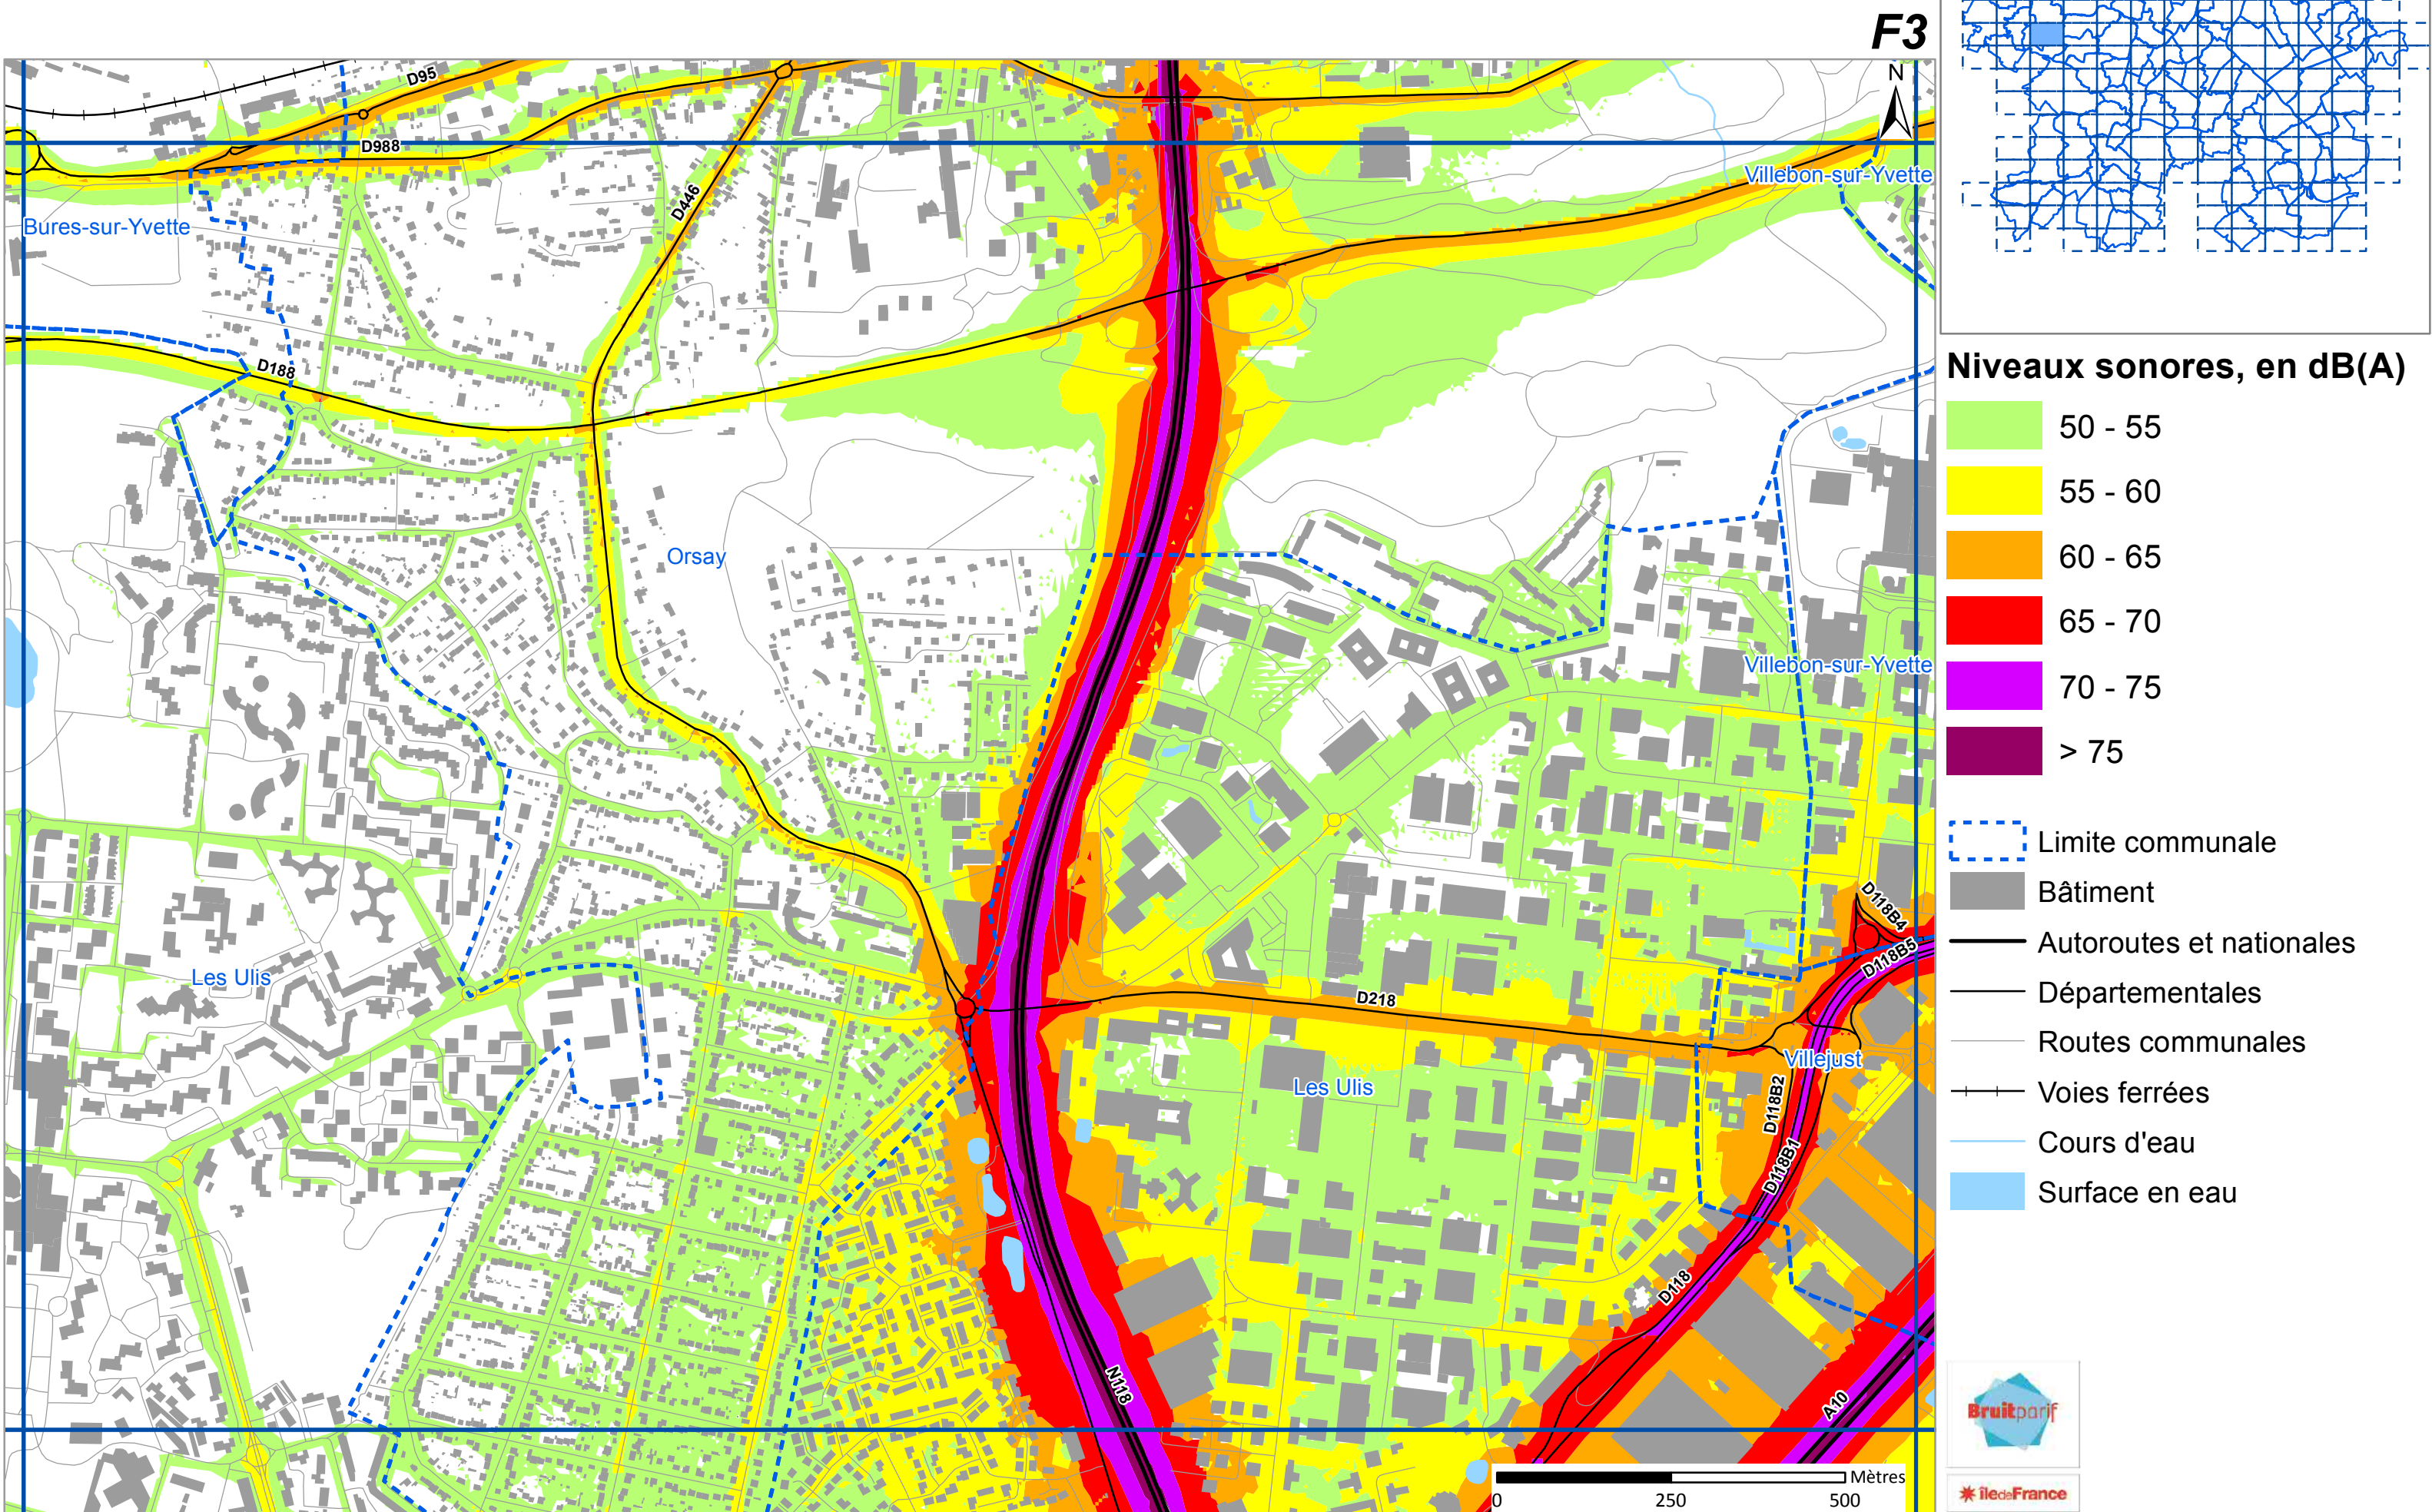 F3
N
D95
D988
D446
Villebon-sur-Yvette
Bures-sur-Yvette
D188
Orsay
Villebon-sur-Yvette
D118B4
D118B5
Les Ulis
D218
Villejust
Les Ulis
D118B2
D118B1
D118
N118
A10
Mètres
0 250 500
Niveaux sonores, en dB(A)
50 - 55
55 - 60
60 - 65
65 - 70
70 - 75
> 75
Limite communale
Bâtiment
Autoroutes et nationales
Départementales
Routes communales
Voies ferrées
Cours d'eau
Surface en eau
Bruitparif
îledeFrance